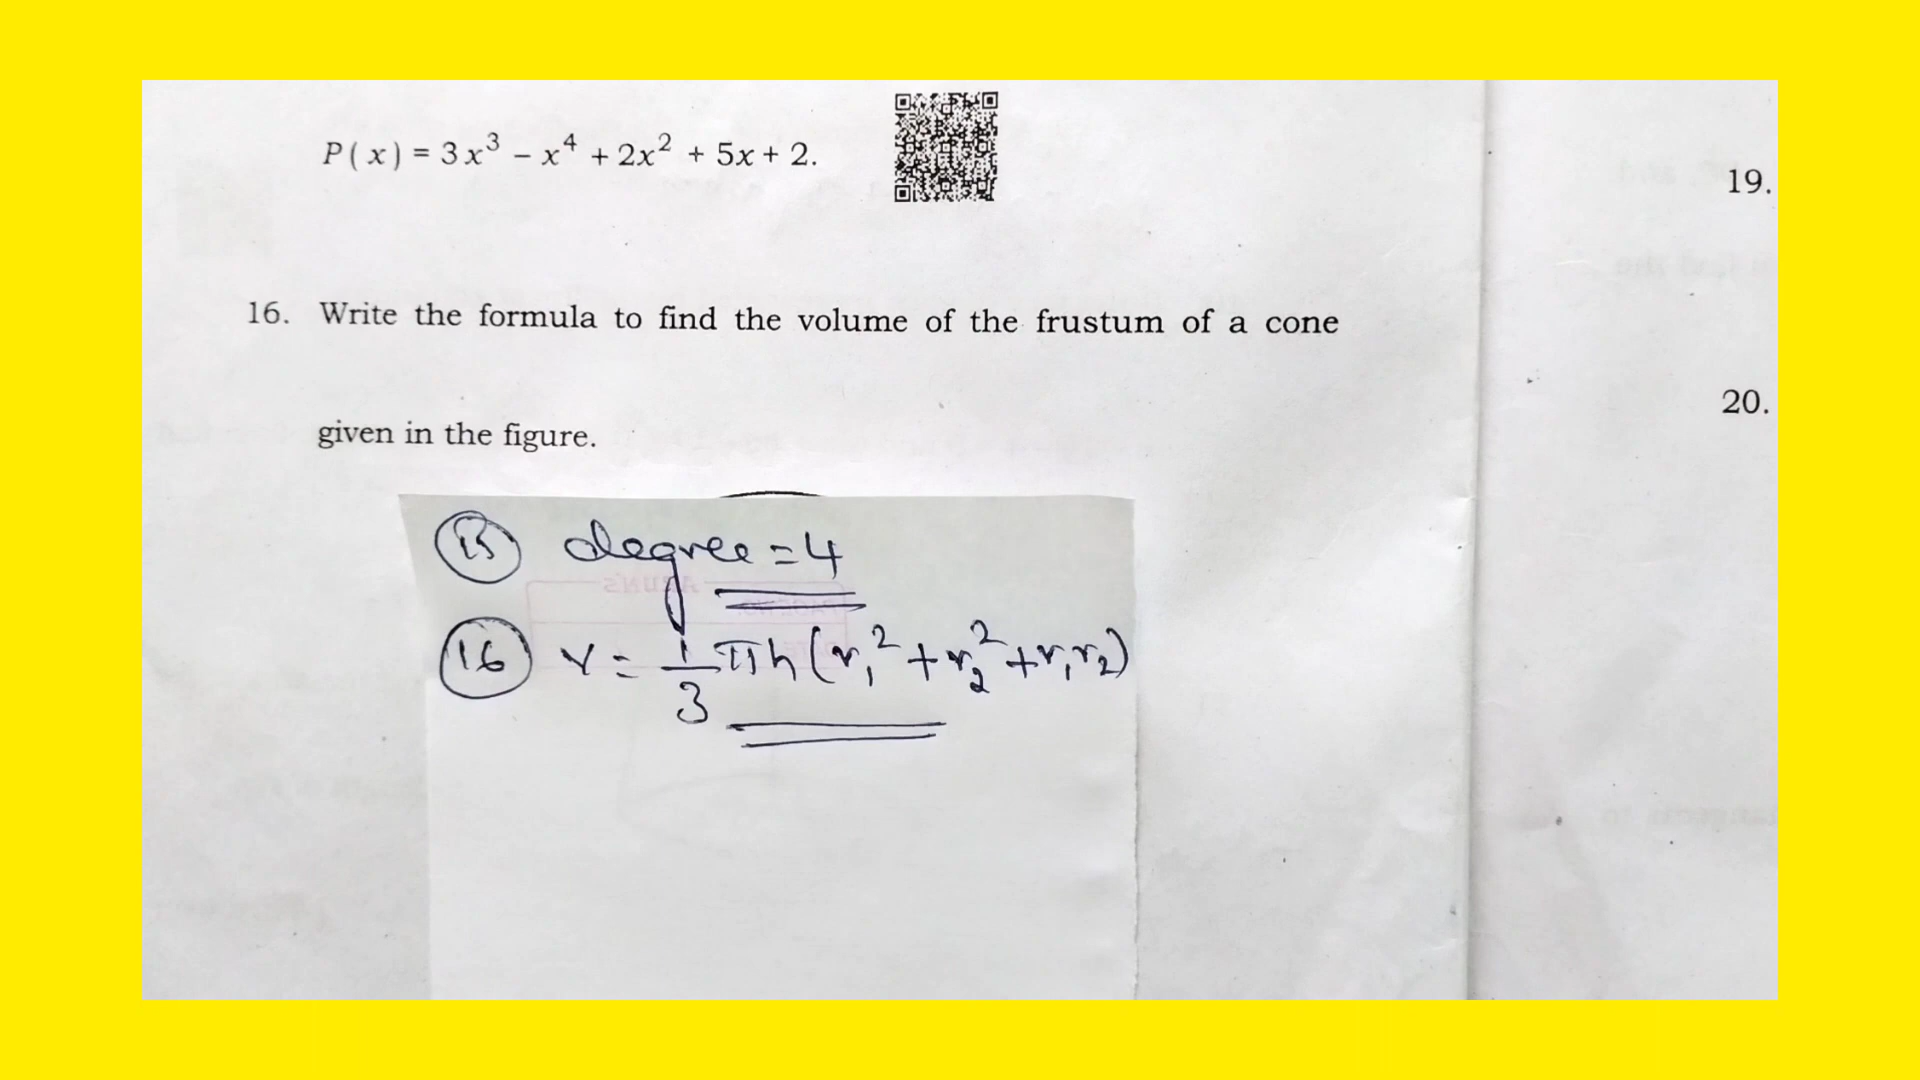 P(x) = 3x³ – x⁴ + 2x² + 5x + 2.
19.
16. Write the formula to find the volume of the frustum of a cone
20.
given in the figure.
15 degree = 4
16 V = 1/3 πh(r₁² + r₂² + r₁r₂)